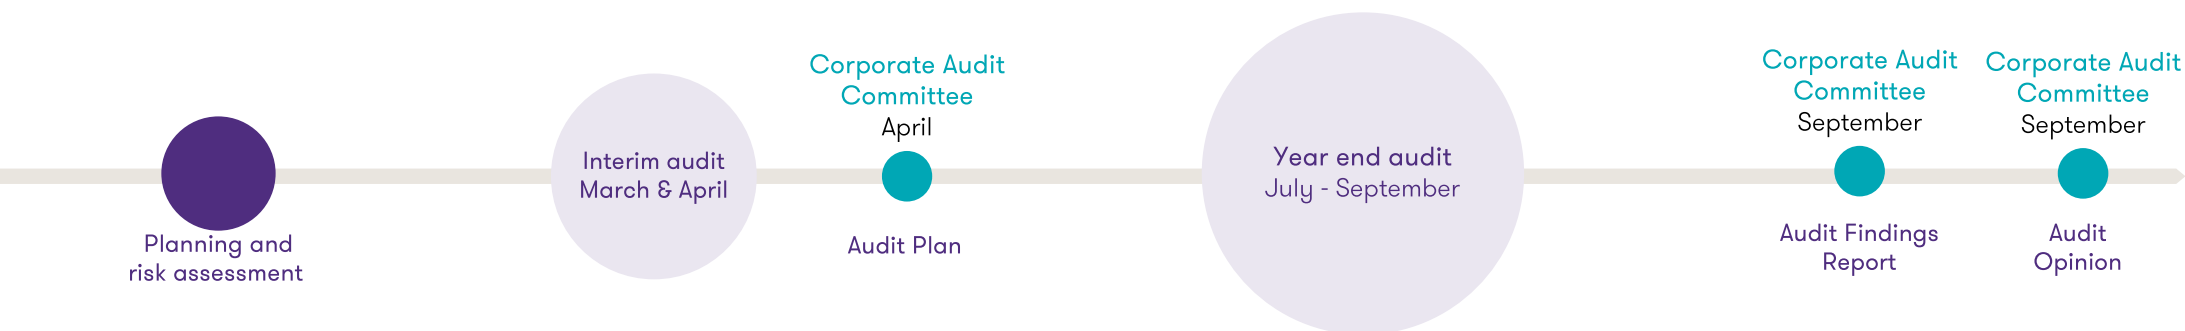 Planning and
risk assessment
Interim audit
March & April
Corporate Audit
Committee
April
Audit Plan
Year end audit
July - September
Corporate Audit
Committee
September
Audit Findings
Report
Corporate Audit
Committee
September
Audit
Opinion